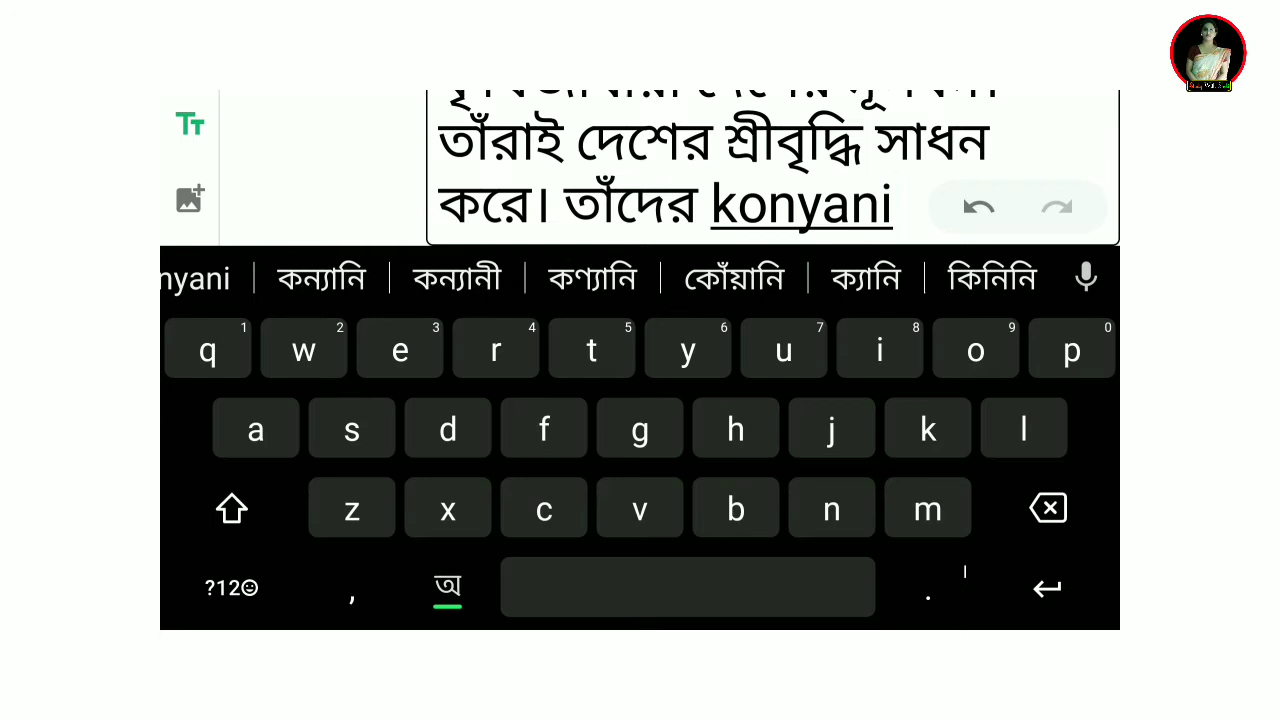 তাঁরাই দেশের শ্রীবৃদ্ধি সাধন
করে। তাঁদের konyani
nyani কন্যানি কন্যানী কণ্যানি কোঁয়ানি ক্যানি কিনিনি
q 1 w 2 e 3 r 4 t 5 y 6 u 7 i 8 o 9 p 0
a s d f g h j k l
z x c v b n m
?12 , অ . ।